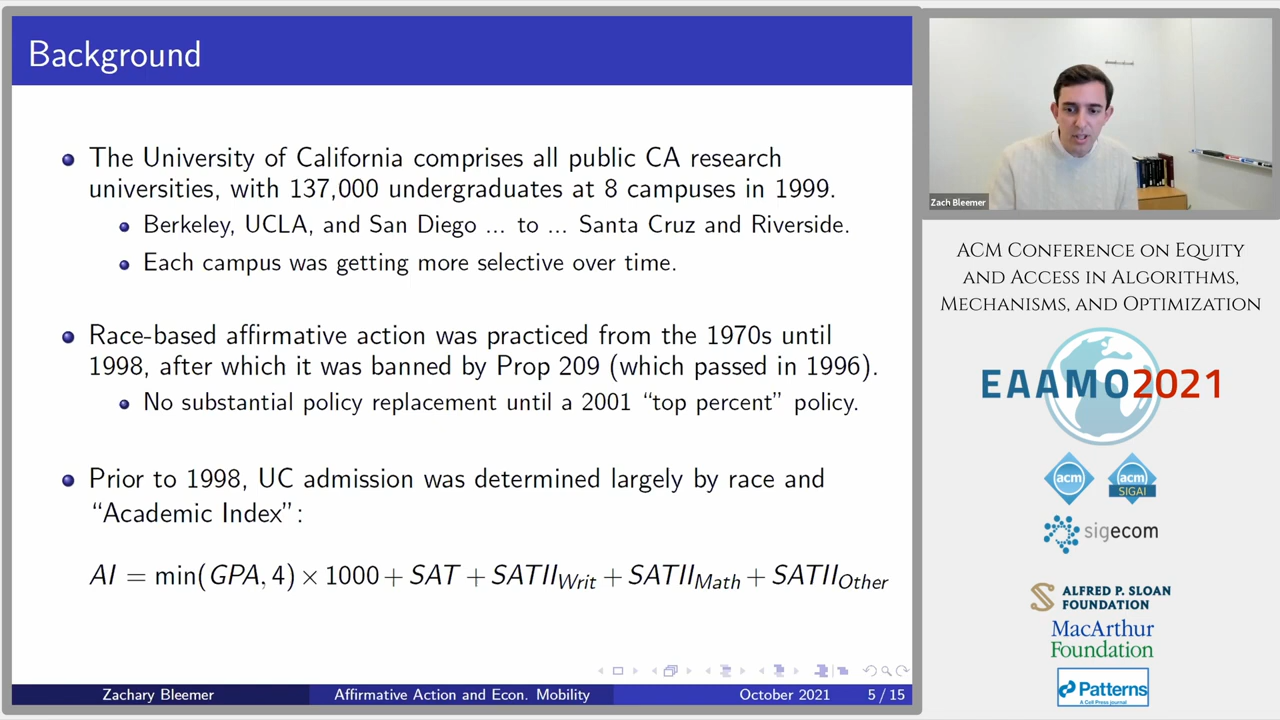 Background
The University of California comprises all public CA research
universities, with 137,000 undergraduates at 8 campuses in 1999.
Berkeley, UCLA, and San Diego ... to ... Santa Cruz and Riverside.
Each campus was getting more selective over time.
Race-based affirmative action was practiced from the 1970s until
1998, after which it was banned by Prop 209 (which passed in 1996).
No substantial policy replacement until a 2001 “top percent” policy.
Prior to 1998, UC admission was determined largely by race and
“Academic Index”:
AI = min(GPA, 4) × 1000 + SAT + SATII_Writ + SATII_Math + SATII_Other
Zachary Bleemer
Affirmative Action and Econ. Mobility
October 2021
5 / 15
Zach Bleemer
ACM Conference on Equity
and Access in Algorithms,
Mechanisms, and Optimization
EAAMO2021
acm
acm
SIGAI
sigecom
ALFRED P. SLOAN
FOUNDATION
MacArthur
Foundation
Patterns
A Cell Press journal